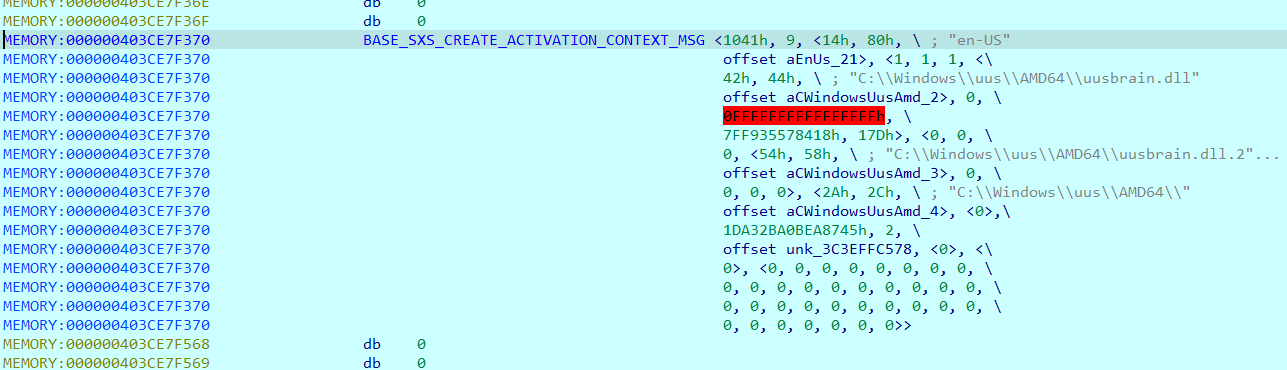 MEMORY:000000403CE7F36E db 0
MEMORY:000000403CE7F36F db 0
MEMORY:000000403CE7F370 BASE_SXS_CREATE_ACTIVATION_CONTEXT_MSG <1041h, 9, <14h, 80h, \ ; "en-US"
MEMORY:000000403CE7F370 offset aEnUs_21>, <1, 1, 1, <\
MEMORY:000000403CE7F370 42h, 44h, \ ; "C:\\Windows\\uus\\AMD64\\uusbrain.dll"
MEMORY:000000403CE7F370 offset aCWindowsUusAmd_2>, 0, \
MEMORY:000000403CE7F370 0FFFFFFFFFFFFFFFFh, \
MEMORY:000000403CE7F370 7FF935578418h, 17Dh>, <0, 0, \
MEMORY:000000403CE7F370 0, <54h, 58h, \ ; "C:\\Windows\\uus\\AMD64\\uusbrain.dll.2"...
MEMORY:000000403CE7F370 offset aCWindowsUusAmd_3>, 0, \
MEMORY:000000403CE7F370 0, 0, 0>, <2Ah, 2Ch, \ ; "C:\\Windows\\uus\\AMD64\\"
MEMORY:000000403CE7F370 offset aCWindowsUusAmd_4>, <0>,\
MEMORY:000000403CE7F370 1DA32BA0BEA8745h, 2, \
MEMORY:000000403CE7F370 offset unk_3C3EFFC578, <0>, <\
MEMORY:000000403CE7F370 0>, <0, 0, 0, 0, 0, 0, 0, 0, \
MEMORY:000000403CE7F370 0, 0, 0, 0, 0, 0, 0, 0, 0, 0, \
MEMORY:000000403CE7F370 0, 0, 0, 0, 0, 0, 0, 0, 0, 0, \
MEMORY:000000403CE7F370 0, 0, 0, 0, 0, 0, 0>>
MEMORY:000000403CE7F568 db 0
MEMORY:000000403CE7F569 db 0